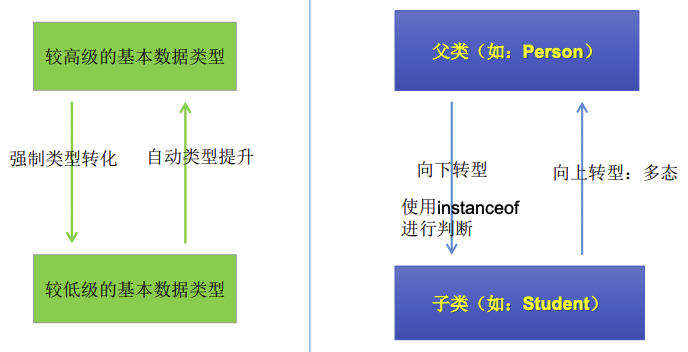 较高级的基本数据类型
强制类型转化
自动类型提升
较低级的基本数据类型
父类（如：Person）
向下转型
使用instanceof
进行判断
向上转型：多态
子类（如：Student）